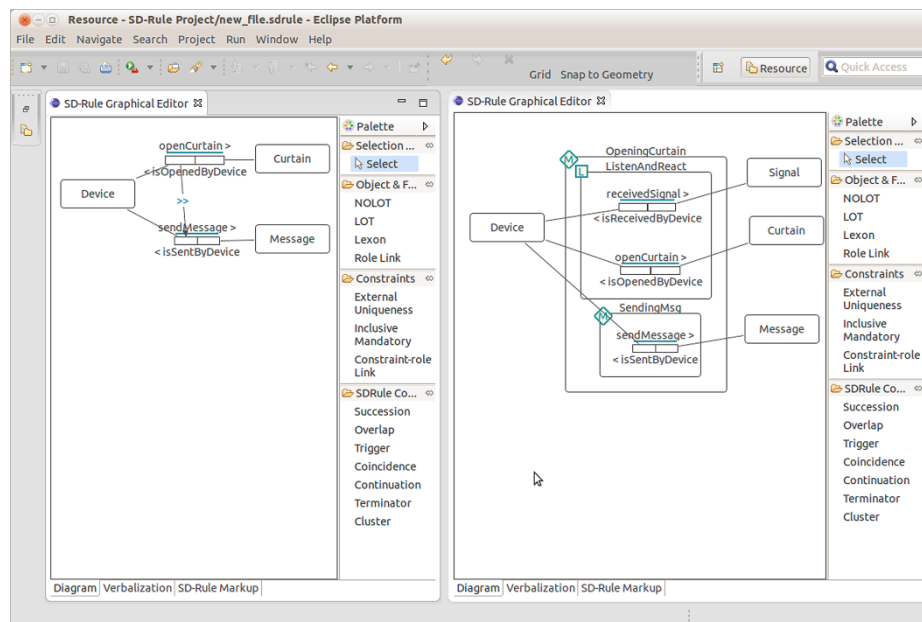 Resource - SD-Rule Project/new_file.sdrule - Eclipse Platform
File Edit Navigate Search Project Run Window Help
Grid Snap to Geometry
Resource
Quick Access
SD-Rule Graphical Editor
openCurtain >
< isOpenedByDevice
Curtain
Device
>>
sendMessage >
< isSentByDevice
Message
Palette
Selection ...
Select
Object & F...
NOLOT
LOT
Lexon
Role Link
Constraints
External
Uniqueness
Inclusive
Mandatory
Constraint-role
Link
SDRule Co...
Succession
Overlap
Trigger
Coincidence
Continuation
Terminator
Cluster
Diagram Verbalization SD-Rule Markup
SD-Rule Graphical Editor
OpeningCurtain
M
ListenAndReact
L
receivedSignal >
< isReceivedByDevice
Signal
Device
Curtain
openCurtain >
< isOpenedByDevice
SendingMsg
M
sendMessage >
< isSentByDevice
Message
Palette
Selection ...
Select
Object & F...
NOLOT
LOT
Lexon
Role Link
Constraints
External
Uniqueness
Inclusive
Mandatory
Constraint-role
Link
SDRule Co...
Succession
Overlap
Trigger
Coincidence
Continuation
Terminator
Cluster
Diagram Verbalization SD-Rule Markup